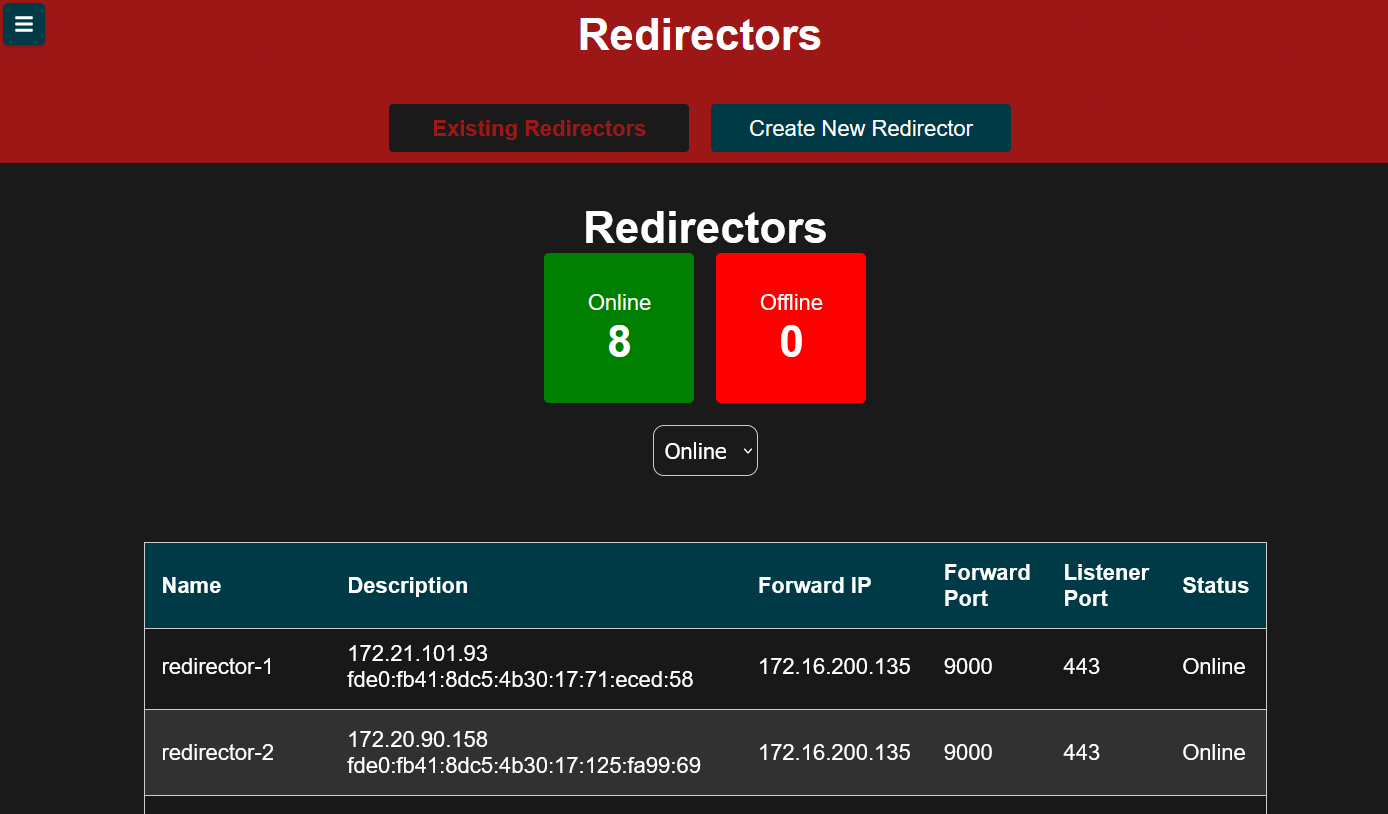 Redirectors
Existing Redirectors
Create New Redirector
Redirectors
Online
8
Offline
0
Online
Name Description Forward IP Forward Port Listener Port Status
redirector-1 172.21.101.93 172.16.200.135 9000 443 Online
fde0:fb41:8dc5:4b30:17:71:eced:58
redirector-2 172.20.90.158 172.16.200.135 9000 443 Online
fde0:fb41:8dc5:4b30:17:125:fa99:69